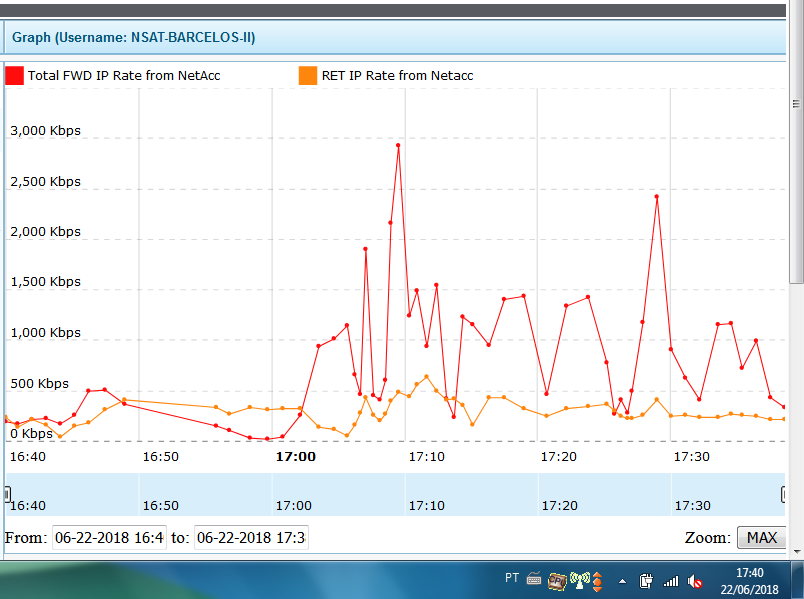 Graph (Username: NSAT-BARCELOS-II)
Total FWD IP Rate from NetAcc RET IP Rate from Netacc
3,000 Kbps
2,500 Kbps
2,000 Kbps
1,500 Kbps
1,000 Kbps
500 Kbps
0 Kbps
16:40 16:50 17:00 17:10 17:20 17:30
16:40 16:50 17:00 17:10 17:20 17:30
From: 06-22-2018 16:4 to: 06-22-2018 17:3 Zoom: MAX
PT 17:40
22/06/2018